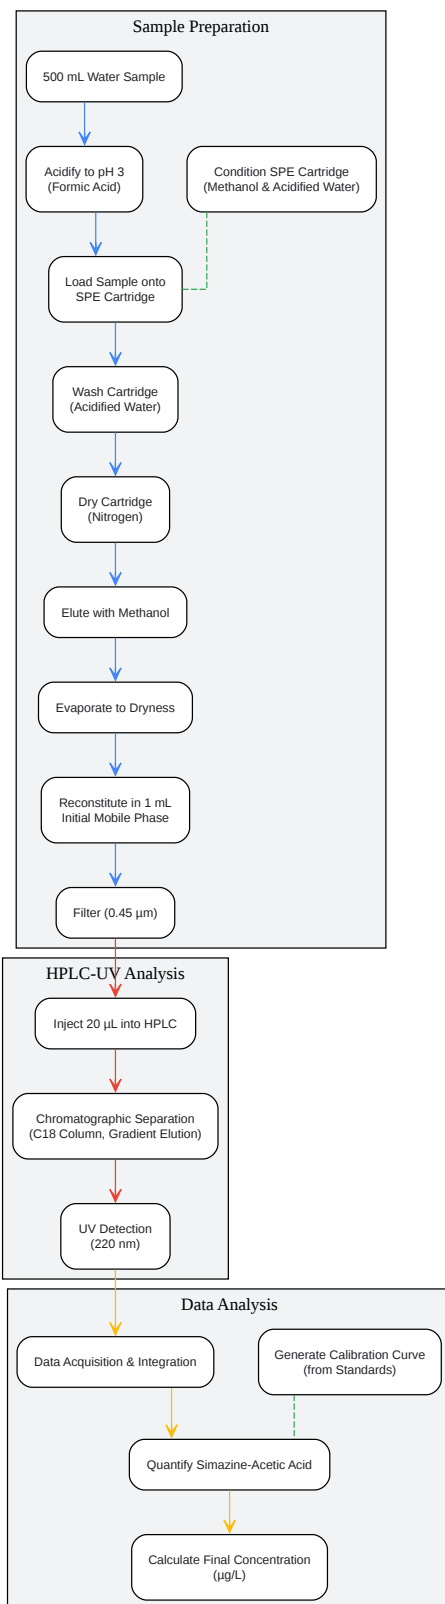 Sample Preparation
500 mL Water Sample
Acidify to pH 3
(Formic Acid)
Condition SPE Cartridge
(Methanol & Acidified Water)
Load Sample onto
SPE Cartridge
Wash Cartridge
(Acidified Water)
Dry Cartridge
(Nitrogen)
Elute with Methanol
Evaporate to Dryness
Reconstitute in 1 mL
Initial Mobile Phase
Filter (0.45 µm)
HPLC-UV Analysis
Inject 20 µL into HPLC
Chromatographic Separation
(C18 Column, Gradient Elution)
UV Detection
(220 nm)
Data Analysis
Data Acquisition & Integration
Generate Calibration Curve
(from Standards)
Quantify Simazine-Acetic Acid
Calculate Final Concentration
(µg/L)